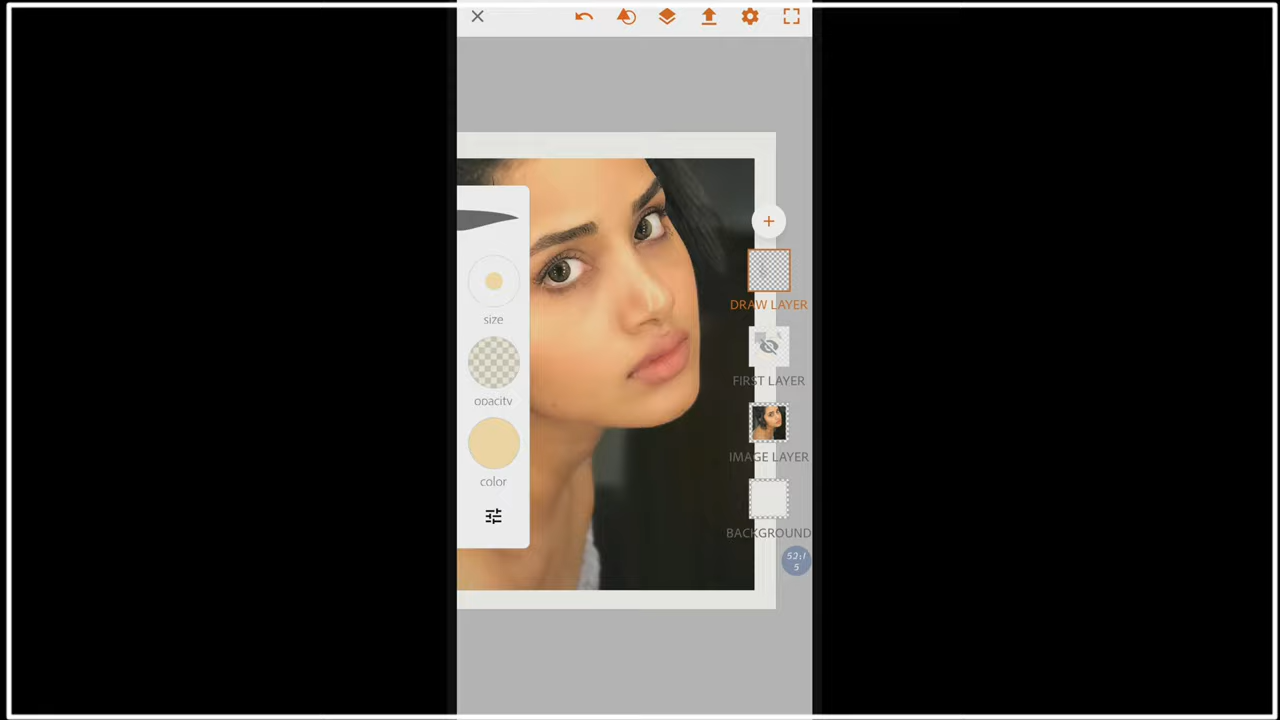 size
opacity
color
DRAW LAYER
FIRST LAYER
IMAGE LAYER
BACKGROUND